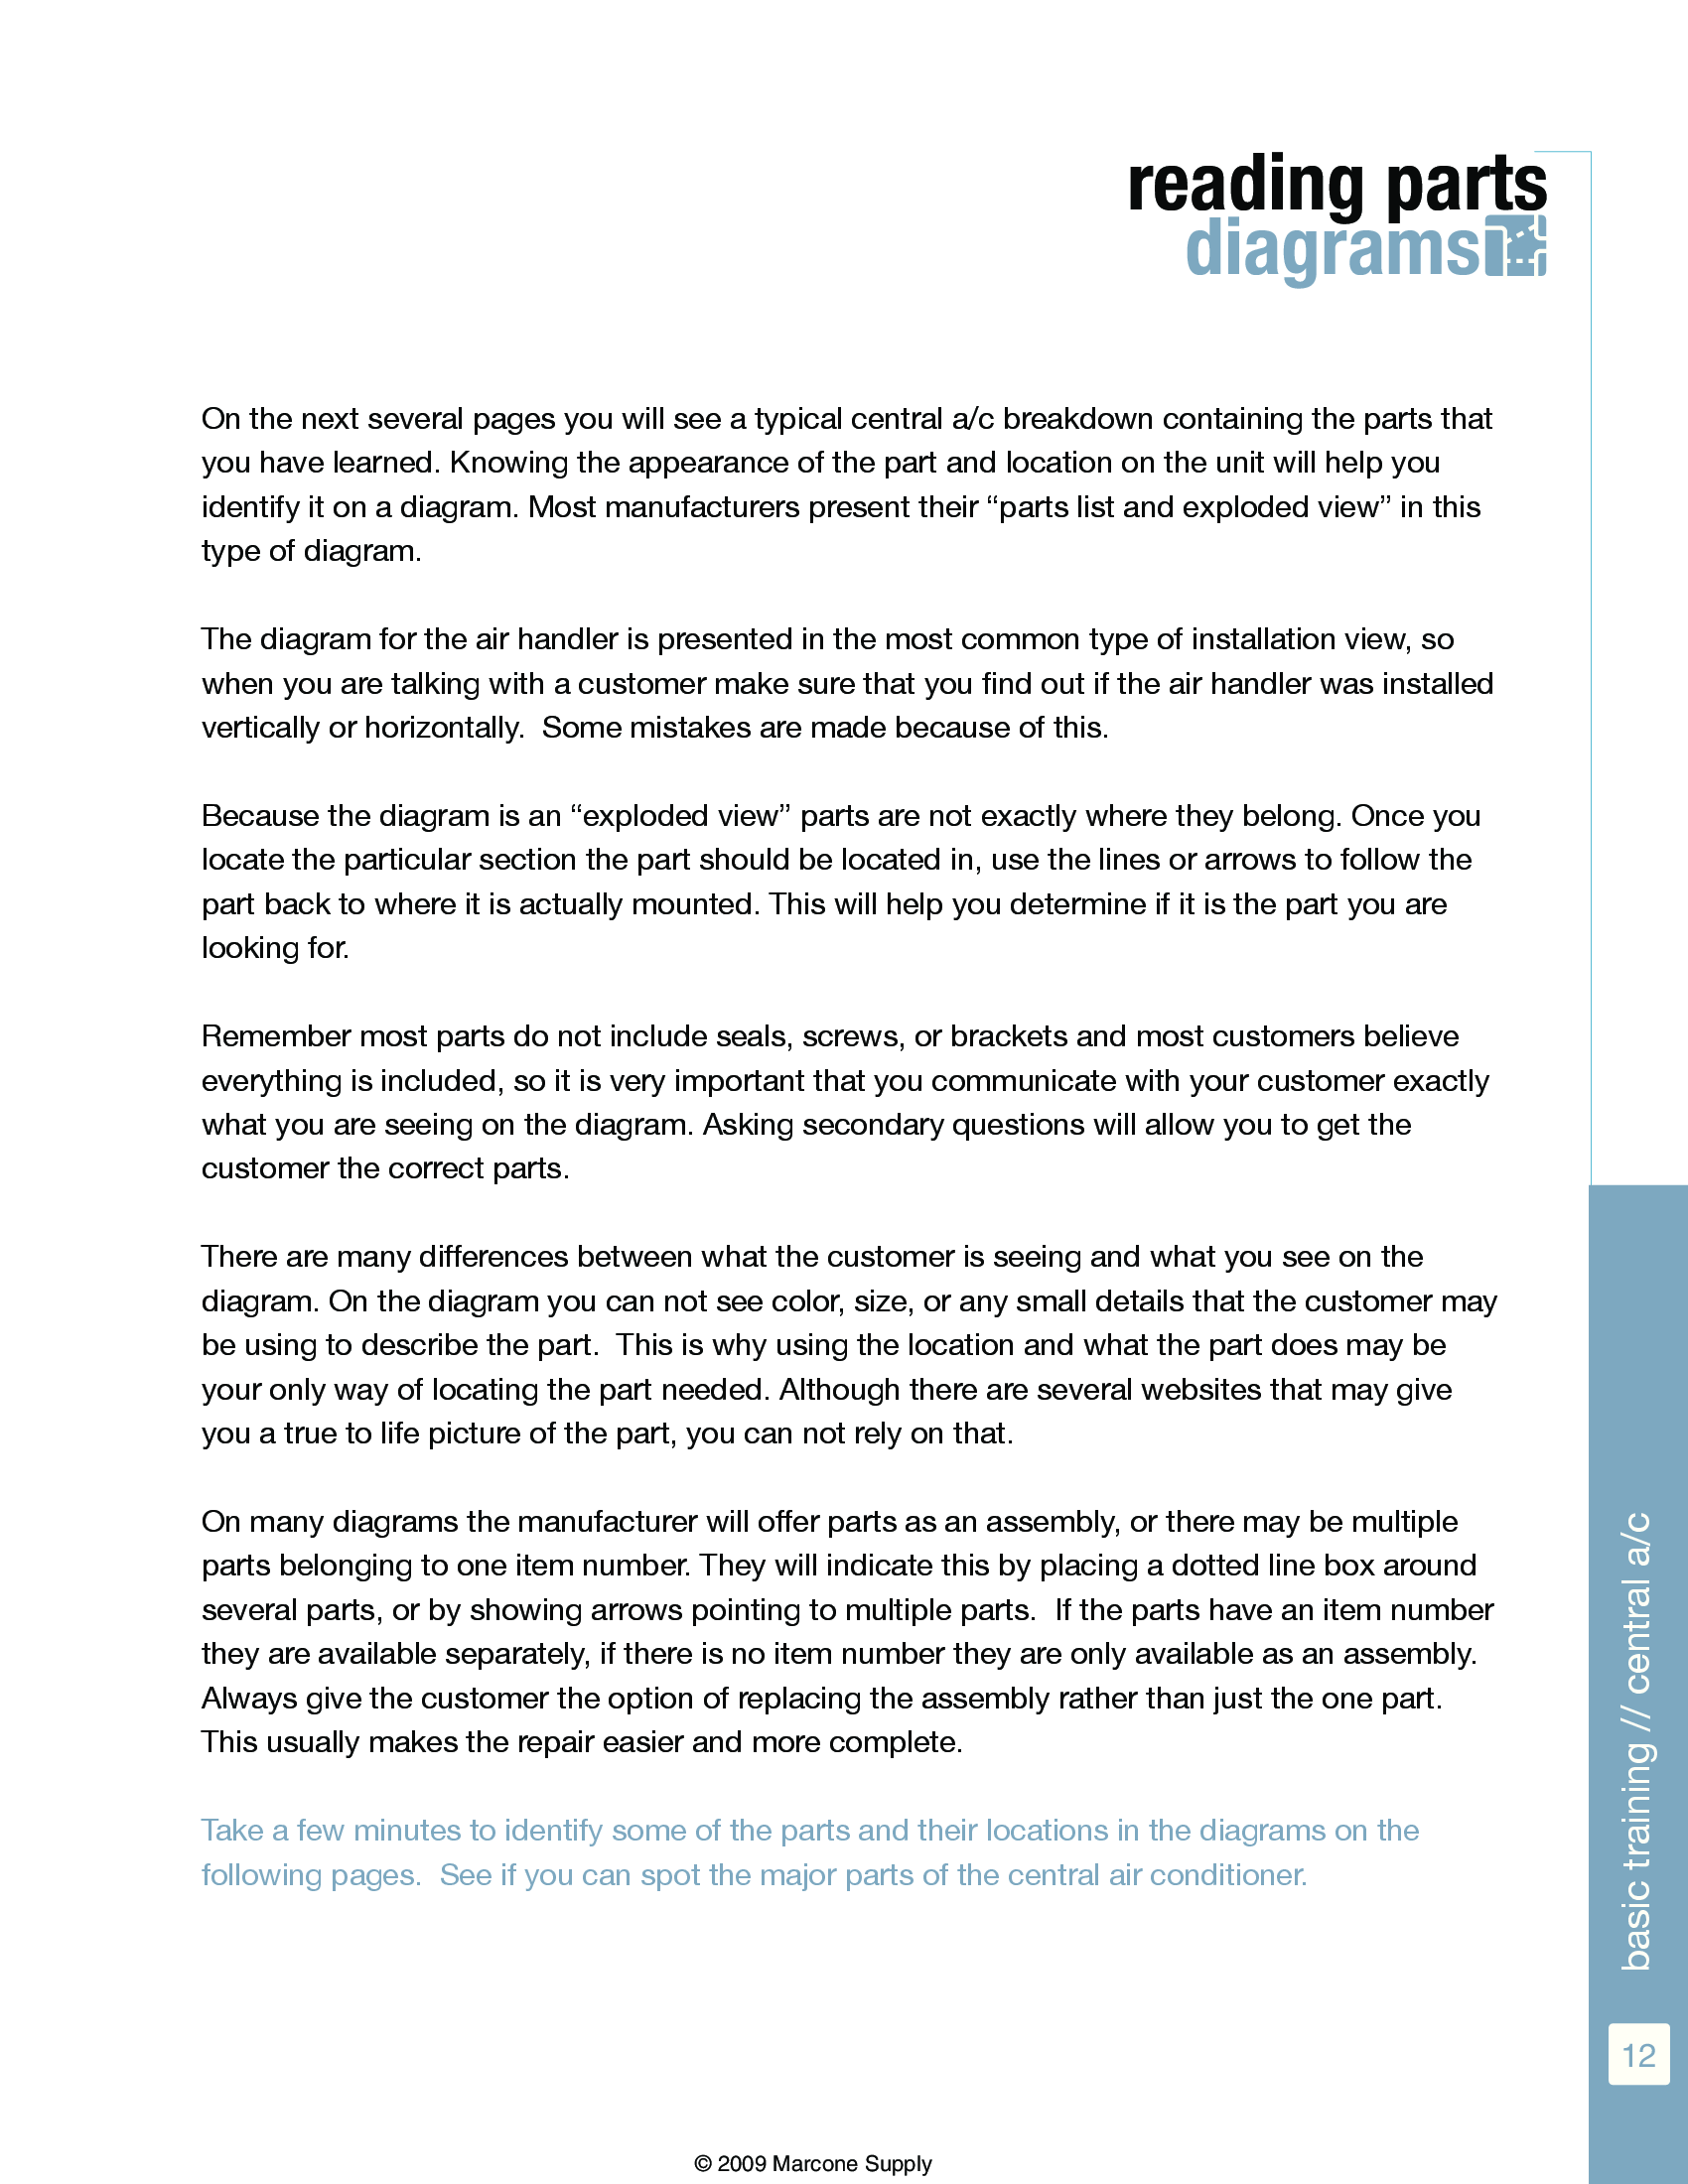 reading parts
diagrams
On the next several pages you will see a typical central a/c breakdown containing the parts that
you have learned. Knowing the appearance of the part and location on the unit will help you
identify it on a diagram. Most manufacturers present their “parts list and exploded view” in this
type of diagram.
The diagram for the air handler is presented in the most common type of installation view, so
when you are talking with a customer make sure that you find out if the air handler was installed
vertically or horizontally.  Some mistakes are made because of this.
Because the diagram is an “exploded view” parts are not exactly where they belong. Once you
locate the particular section the part should be located in, use the lines or arrows to follow the
part back to where it is actually mounted. This will help you determine if it is the part you are
looking for.
Remember most parts do not include seals, screws, or brackets and most customers believe
everything is included, so it is very important that you communicate with your customer exactly
what you are seeing on the diagram. Asking secondary questions will allow you to get the
customer the correct parts.
There are many differences between what the customer is seeing and what you see on the
diagram. On the diagram you can not see color, size, or any small details that the customer may
be using to describe the part.  This is why using the location and what the part does may be
your only way of locating the part needed. Although there are several websites that may give
you a true to life picture of the part, you can not rely on that.
On many diagrams the manufacturer will offer parts as an assembly, or there may be multiple
parts belonging to one item number. They will indicate this by placing a dotted line box around
several parts, or by showing arrows pointing to multiple parts.  If the parts have an item number
they are available separately, if there is no item number they are only available as an assembly.
Always give the customer the option of replacing the assembly rather than just the one part.
This usually makes the repair easier and more complete.
Take a few minutes to identify some of the parts and their locations in the diagrams on the
following pages.  See if you can spot the major parts of the central air conditioner.
basic training // central a/c
12
© 2009 Marcone Supply